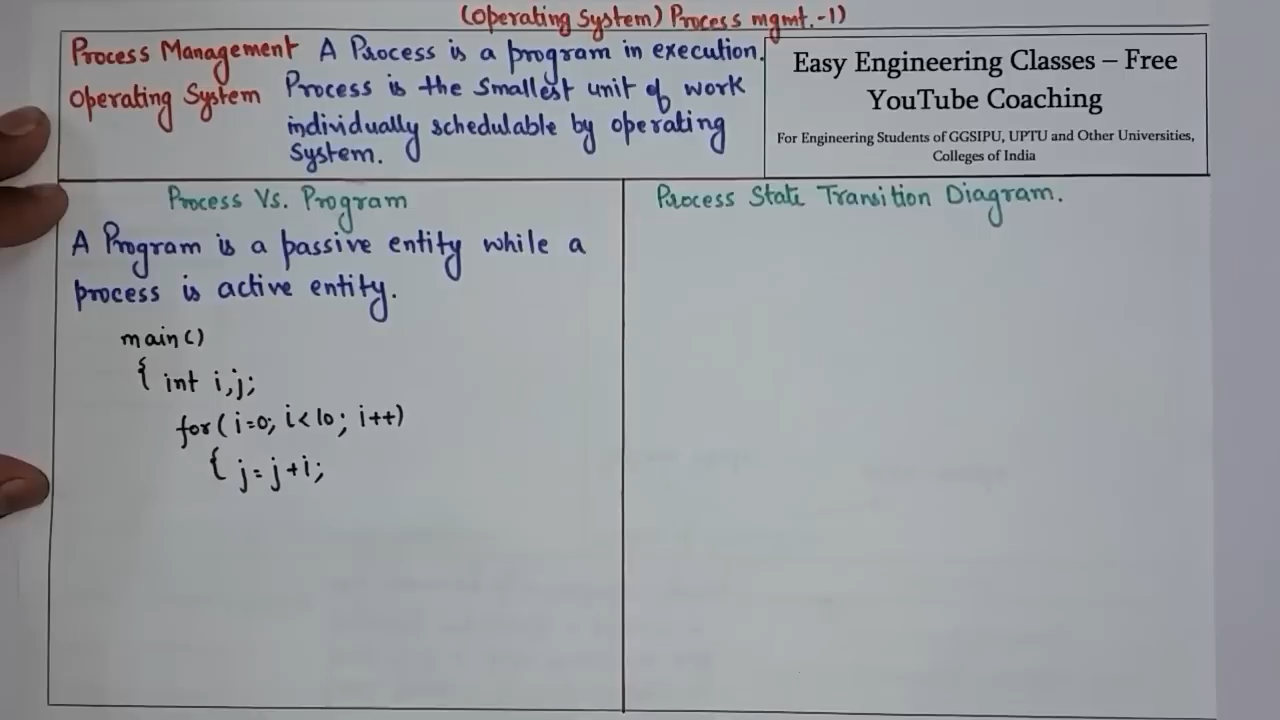 (Operating System) Process mgmt.-1)
Process Management
Operating System
A Process is a program in execution.
Process is the smallest unit of work
individually schedulable by operating
System.
Easy Engineering Classes – Free
YouTube Coaching
For Engineering Students of GGSIPU, UPTU and Other Universities,
Colleges of India
Process Vs. Program
A Program is a passive entity while a
process is active entity.
main()
{ int i,j;
for(i=0; i<10; i++)
{ j=j+i;
Process State Transition Diagram.